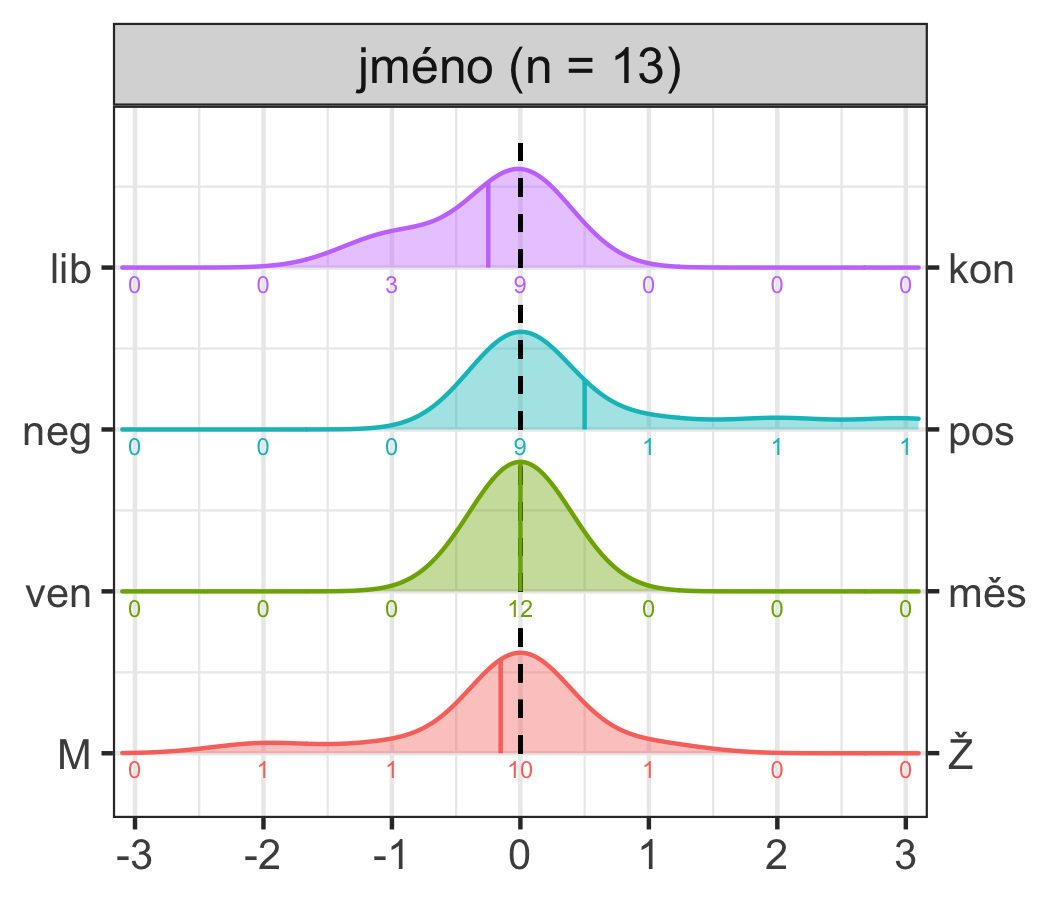 jméno (n = 13)
lib kon
0 0 3 9 0 0 0
neg pos
0 0 0 9 1 1 1
ven měs
0 0 0 12 0 0 0
M Ž
0 1 1 10 1 0 0
-3 -2 -1 0 1 2 3